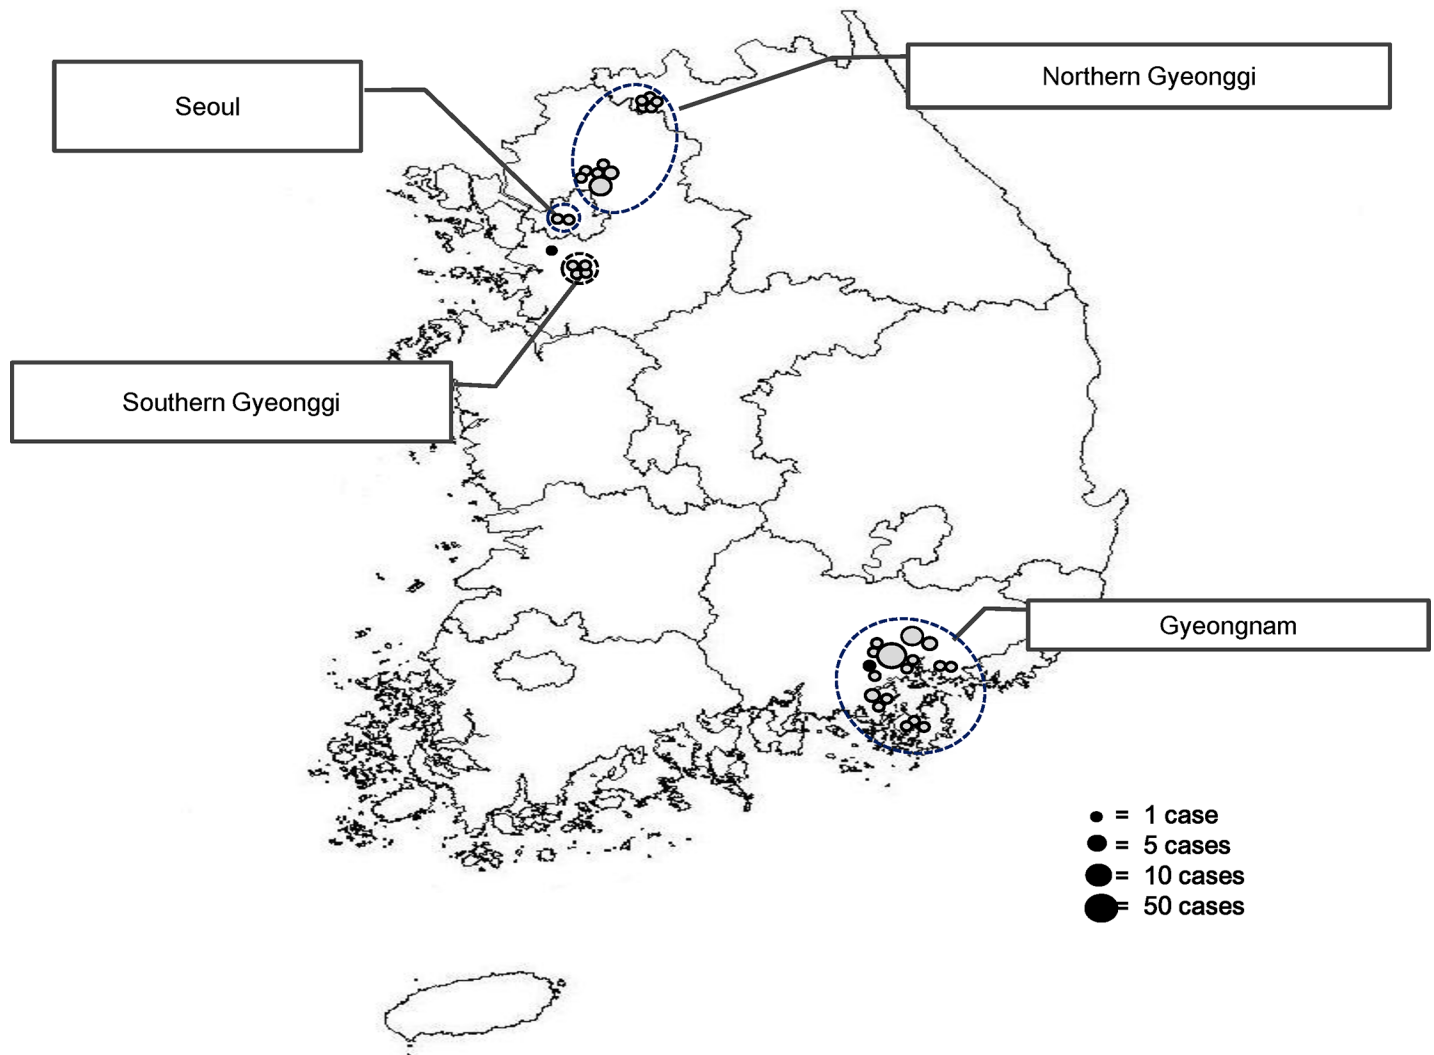 Northern Gyeonggi
Seoul
Southern Gyeonggi
Gyeongnam
= 1 case
= 5 cases
= 10 cases
= 50 cases